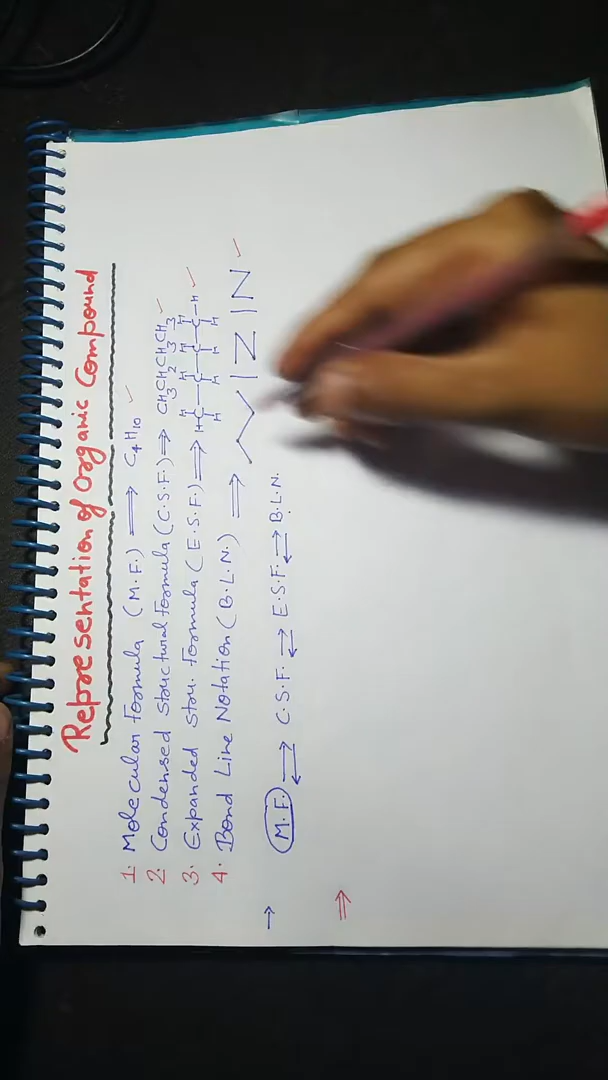 Representation of Organic Compound
1. Molecular Formula (M.F.) ⟹ C4H10 ✓
2. Condensed Structural Formula (C.S.F.) ⟹ CH3CH2CH2CH3 ✓
3. Expanded Stru. Formula (E.S.F.) ⟹
4. Bond Line Notation (B.L.N.) ⟹
→ M.F. ⇌ C.S.F. ⇌ E.S.F. ⇌ B.L.N.
⇒